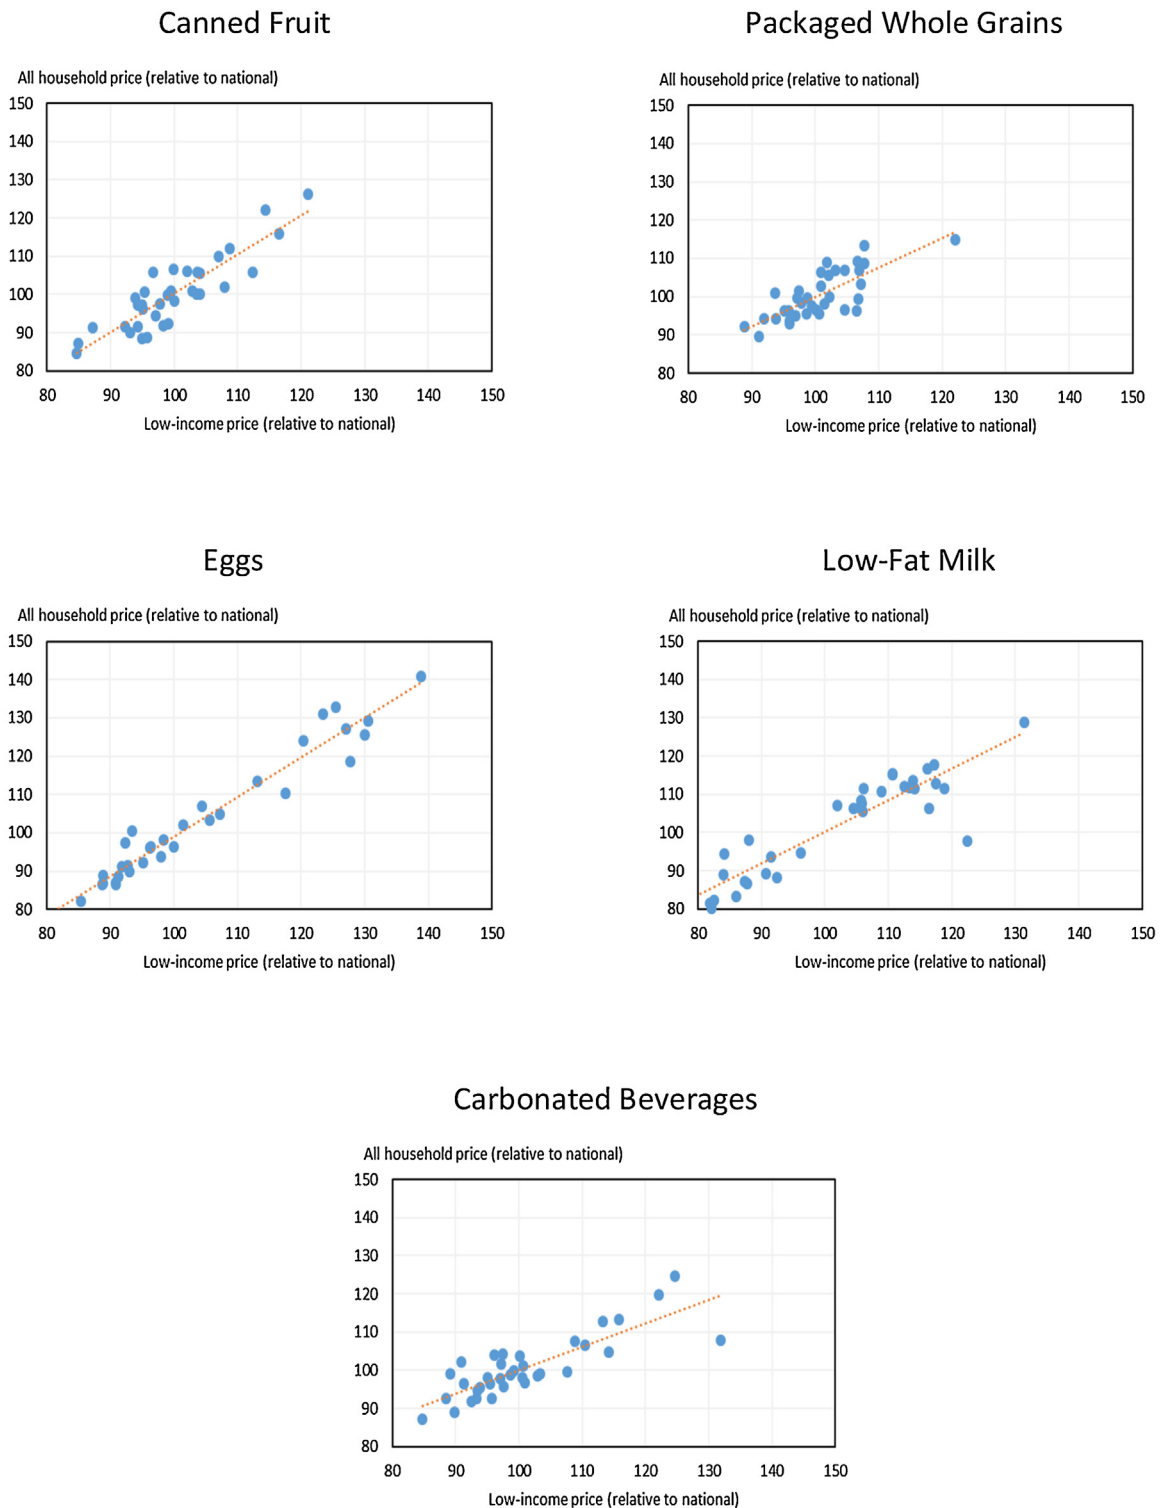 Canned Fruit
All household price (relative to national)
150
140
130
120
110
100
90
80
80 90 100 110 120 130 140 150
Low-income price (relative to national)
Packaged Whole Grains
All household price (relative to national)
150
140
130
120
110
100
90
80
80 90 100 110 120 130 140 150
Low-income price (relative to national)
Eggs
All household price (relative to national)
150
140
130
120
110
100
90
80
80 90 100 110 120 130 140 150
Low-income price (relative to national)
Low-Fat Milk
All household price (relative to national)
150
140
130
120
110
100
90
80
80 90 100 110 120 130 140 150
Low-income price (relative to national)
Carbonated Beverages
All household price (relative to national)
150
140
130
120
110
100
90
80
80 90 100 110 120 130 140 150
Low-income price (relative to national)